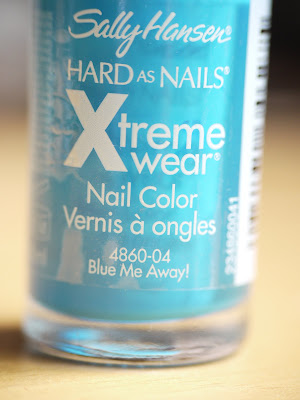 Sally Hansen®
HARD AS NAILS®
Xtreme
wear®
Nail Color
Vernis à ongles
4860-04
Blue Me Away!